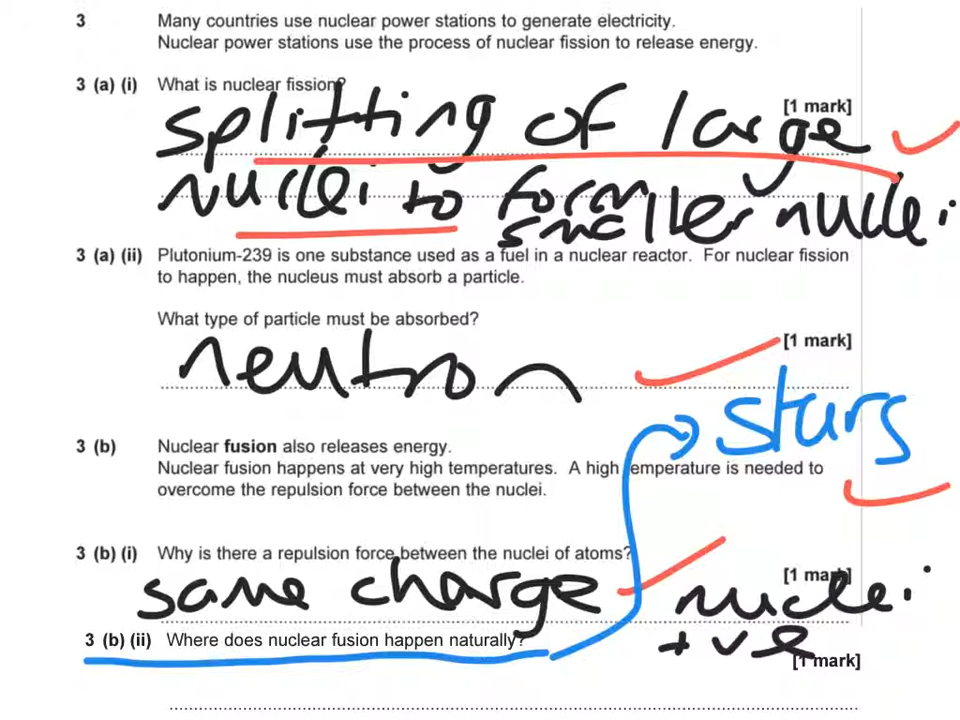 3 Many countries use nuclear power stations to generate electricity.
Nuclear power stations use the process of nuclear fission to release energy.
3 (a) (i) What is nuclear fission?
[1 mark]
splitting of large
nuclei to form
smaller nuclei
3 (a) (ii) Plutonium-239 is one substance used as a fuel in a nuclear reactor. For nuclear fission
to happen, the nucleus must absorb a particle.
What type of particle must be absorbed?
[1 mark]
neutron
stars
3 (b) Nuclear fusion also releases energy.
Nuclear fusion happens at very high temperatures. A high temperature is needed to
overcome the repulsion force between the nuclei.
3 (b) (i) Why is there a repulsion force between the nuclei of atoms?
[1 mark]
same charge nuclei
+ve
3 (b) (ii) Where does nuclear fusion happen naturally?
[1 mark]